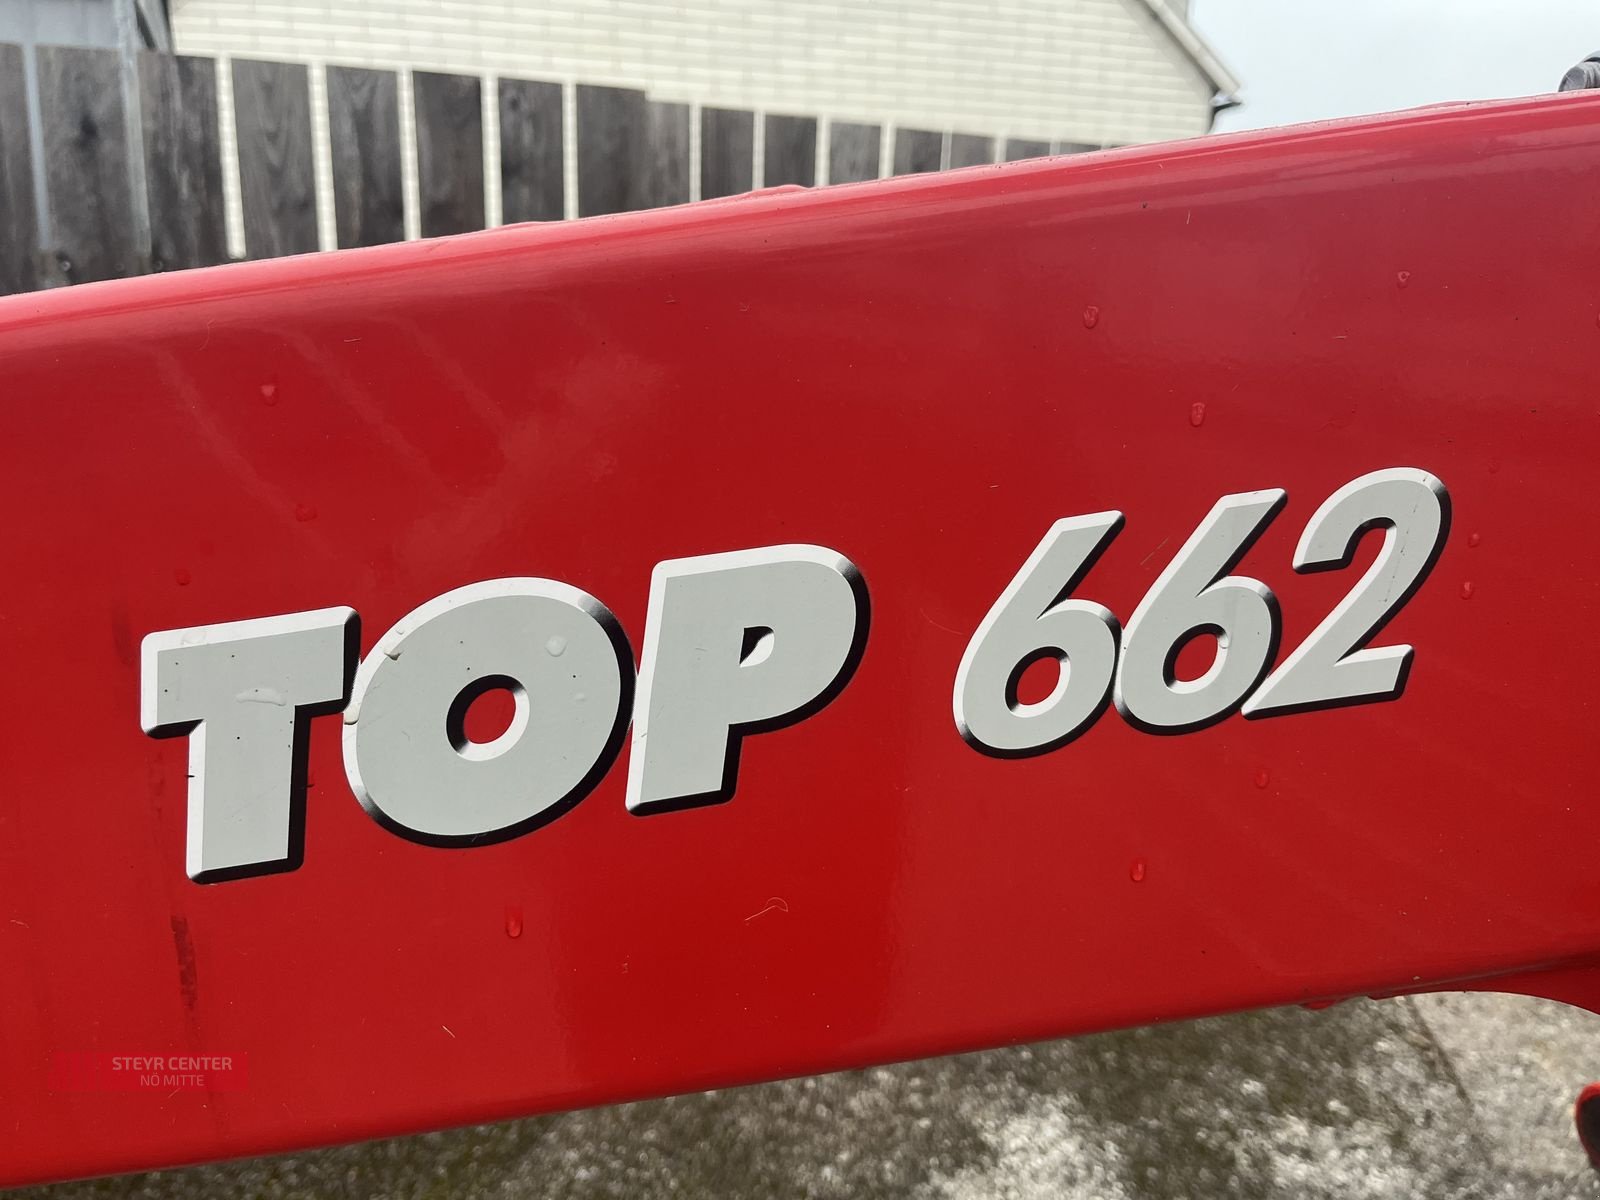 TOP 662
STEYR CENTER
NÖ MITTE